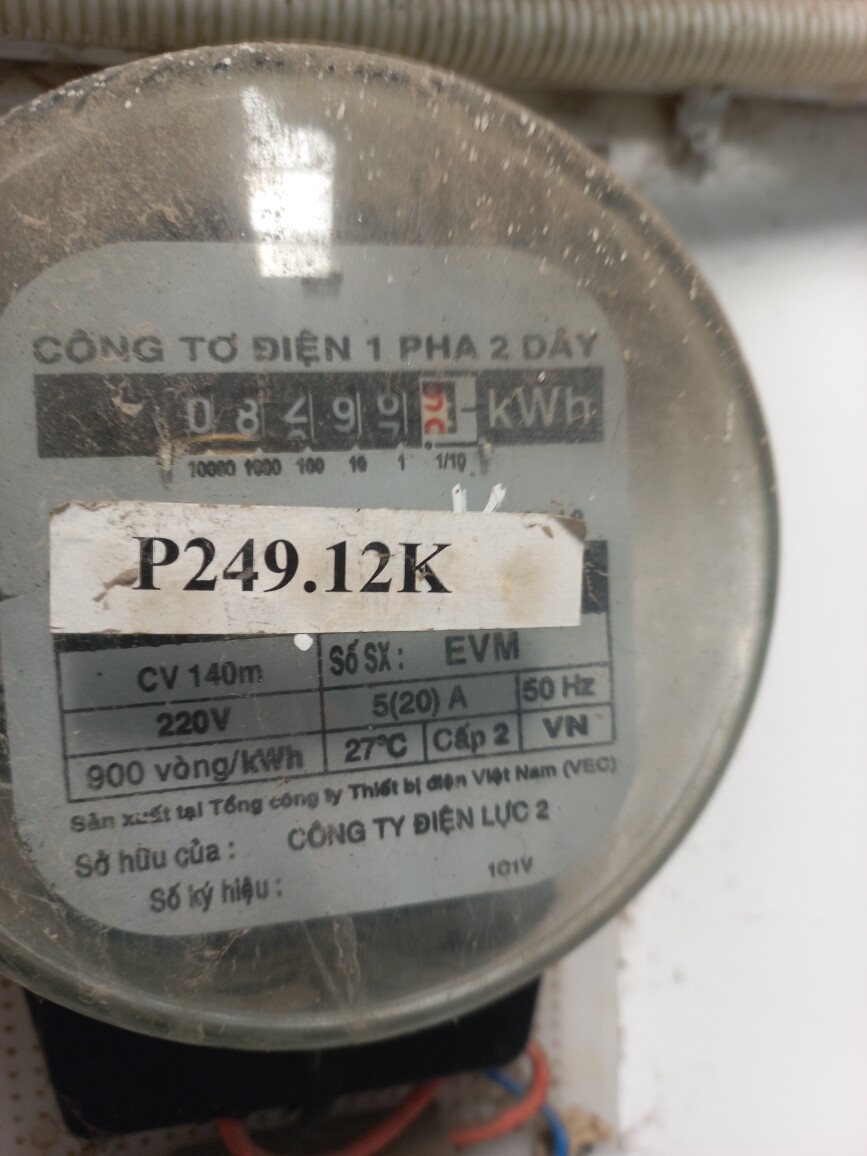 CÔNG TƠ ĐIỆN 1 PHA 2 DÂY
0 8 9 kWh
10000 1000 100 10 1 1/10
P249.12K
CV 140m Số SX : EVM
220V 5(20) A 50 Hz
900 vòng/kWh 27°C Cấp 2 VN
Sản xuất tại Tổng công ty Thiết bị điện Việt Nam (VEC)
Sở hữu của : CÔNG TY ĐIỆN LỰC 2
Số ký hiệu :
101V